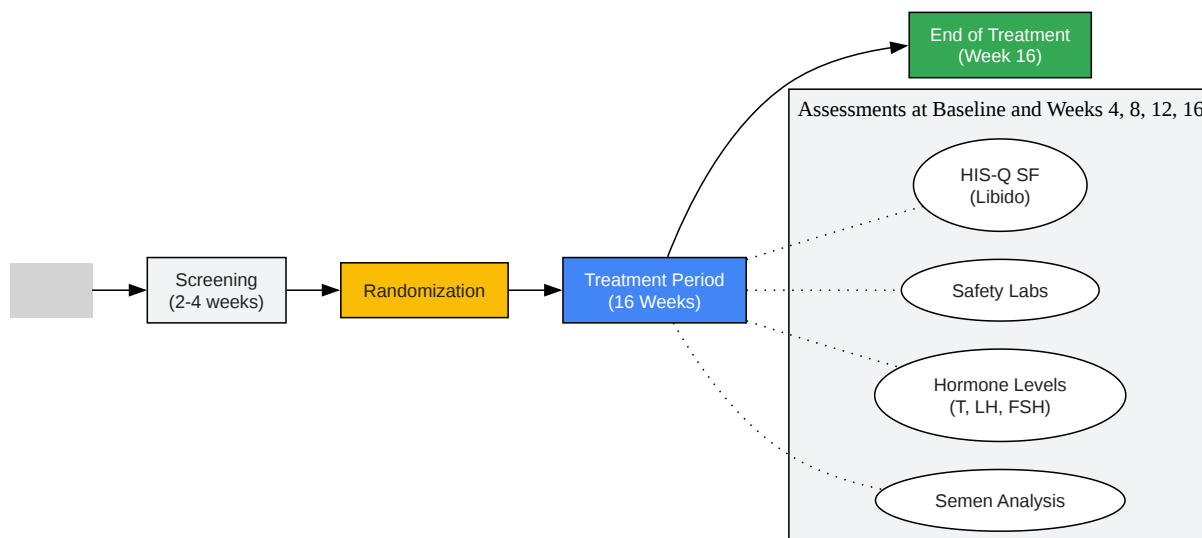 End of Treatment
(Week 16)
Assessments at Baseline and Weeks 4, 8, 12, 16
HIS-Q SF
(Libido)
Screening
(2-4 weeks)
Randomization
Treatment Period
(16 Weeks)
Safety Labs
Hormone Levels
(T, LH, FSH)
Semen Analysis